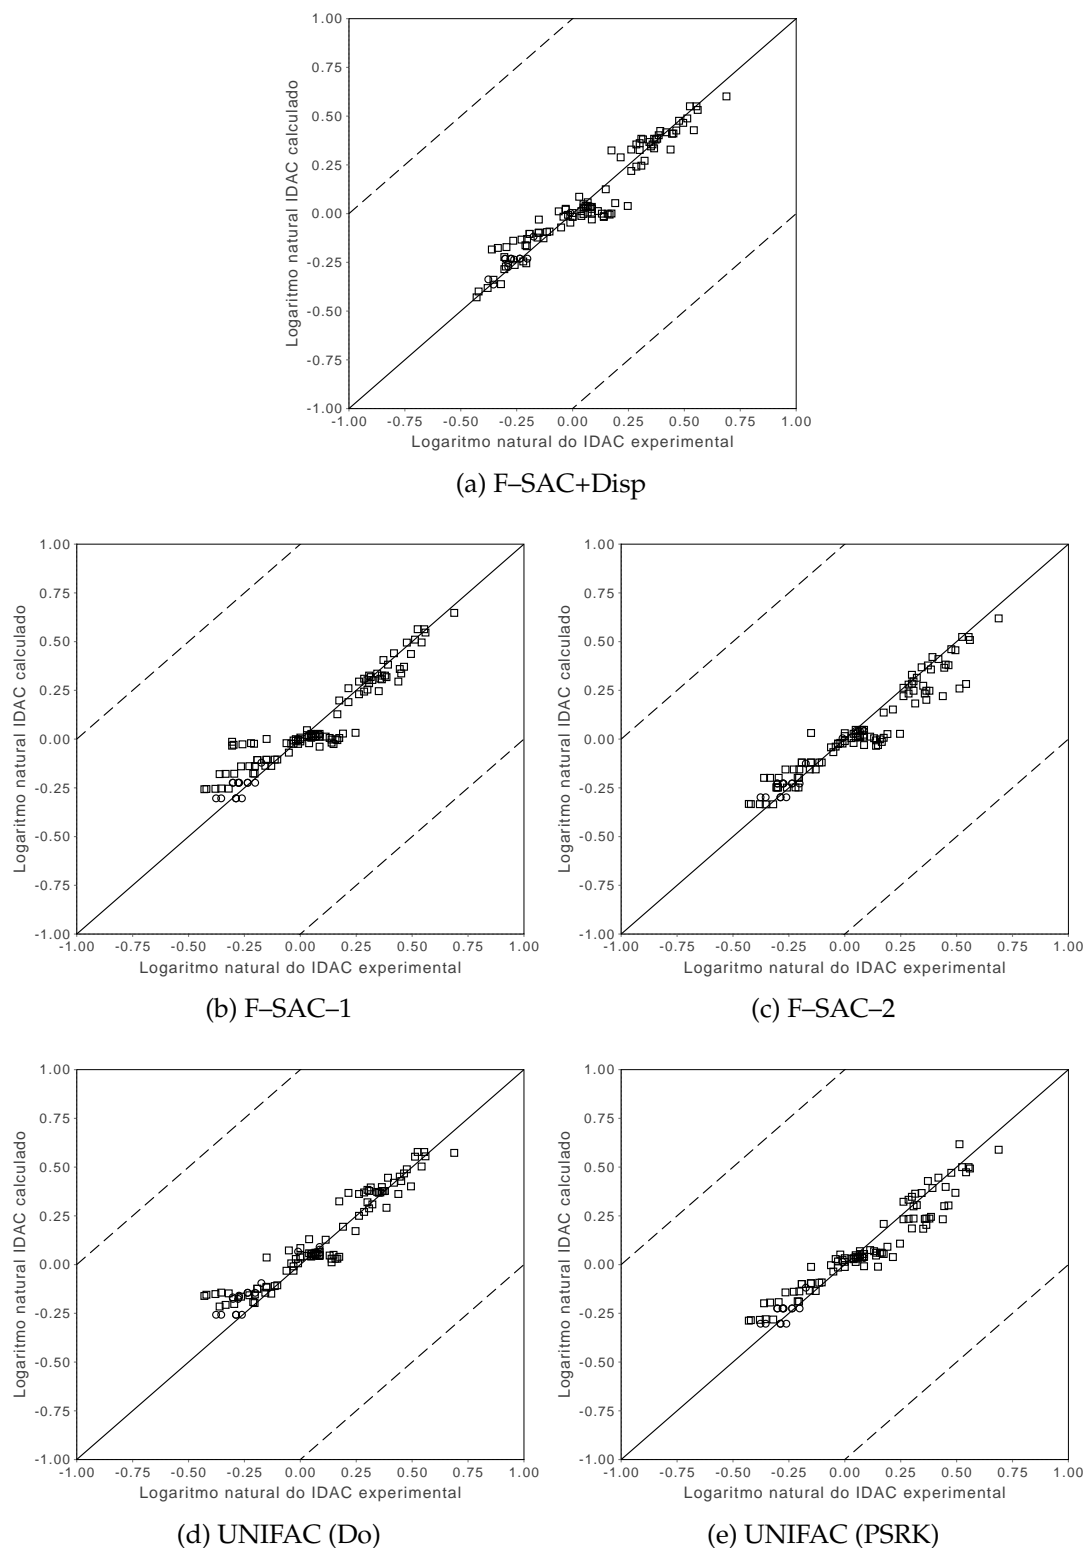 1.00
0.75
0.50
0.25
0.00
-0.25
-0.50
-0.75
-1.00
Logaritmo natural IDAC calculado
-1.00 -0.75 -0.50 -0.25 0.00 0.25 0.50 0.75 1.00
Logaritmo natural do IDAC experimental
(a) F–SAC+Disp
1.00
0.75
0.50
0.25
0.00
-0.25
-0.50
-0.75
-1.00
Logaritmo natural IDAC calculado
-1.00 -0.75 -0.50 -0.25 0.00 0.25 0.50 0.75 1.00
Logaritmo natural do IDAC experimental
(b) F–SAC–1
1.00
0.75
0.50
0.25
0.00
-0.25
-0.50
-0.75
-1.00
Logaritmo natural IDAC calculado
-1.00 -0.75 -0.50 -0.25 0.00 0.25 0.50 0.75 1.00
Logaritmo natural do IDAC experimental
(c) F–SAC–2
1.00
0.75
0.50
0.25
0.00
-0.25
-0.50
-0.75
-1.00
Logaritmo natural IDAC calculado
-1.00 -0.75 -0.50 -0.25 0.00 0.25 0.50 0.75 1.00
Logaritmo natural do IDAC experimental
(d) UNIFAC (Do)
1.00
0.75
0.50
0.25
0.00
-0.25
-0.50
-0.75
-1.00
Logaritmo natural IDAC calculado
-1.00 -0.75 -0.50 -0.25 0.00 0.25 0.50 0.75 1.00
Logaritmo natural do IDAC experimental
(e) UNIFAC (PSRK)